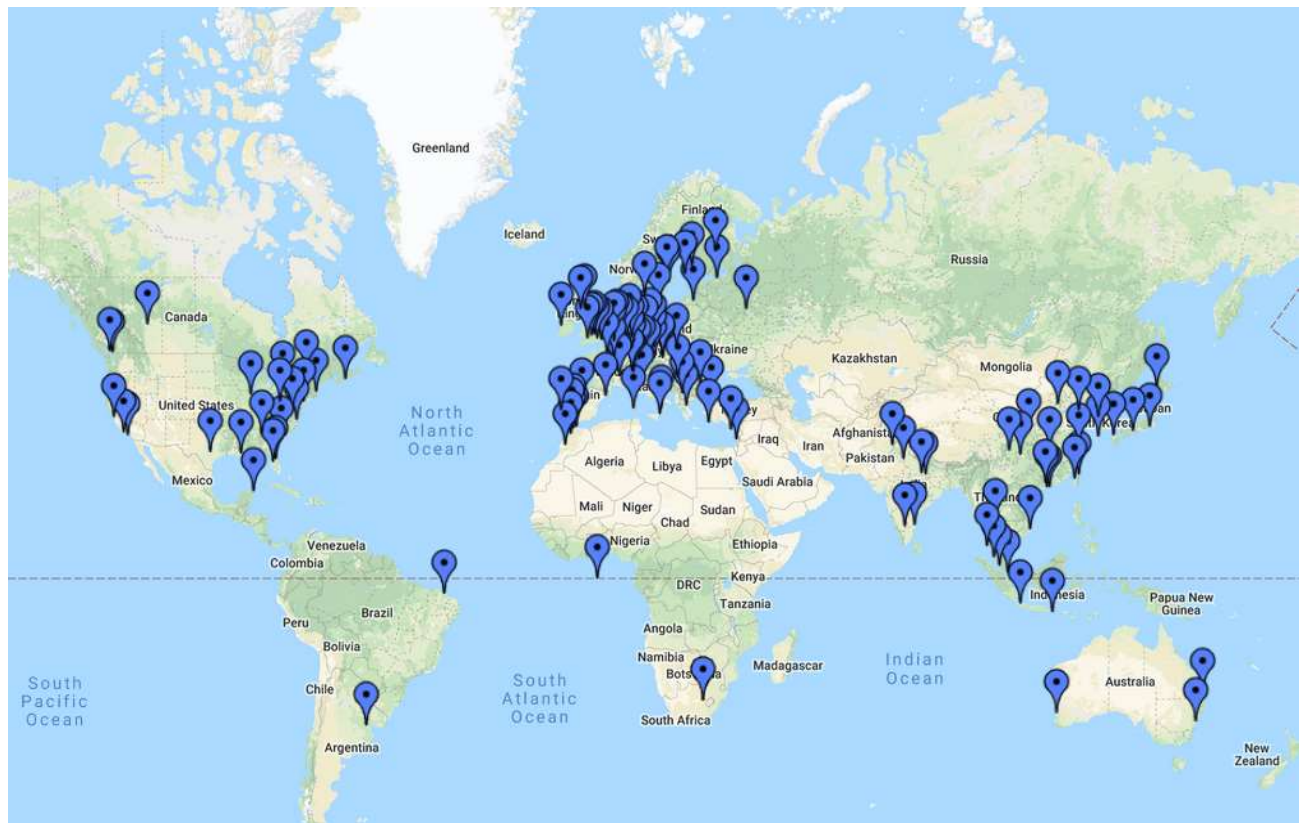 Greenland
Iceland
Finland
Russia
Canada
Kazakhstan
Mongolia
United States
North
Atlantic
Ocean
Iraq
Iran
Afghanistan
Pakistan
Mexico
Algeria
Libya
Egypt
Saudi Arabia
Mali
Niger
Chad
Sudan
Nigeria
Ethiopia
Venezuela
Colombia
DRC
Kenya
Tanzania
Papua New
Guinea
Peru
Brazil
Bolivia
Angola
Namibia
Madagascar
Indian
Ocean
Australia
Chile
South
Pacific
Ocean
South
Atlantic
Ocean
South Africa
Argentina
New
Zealand